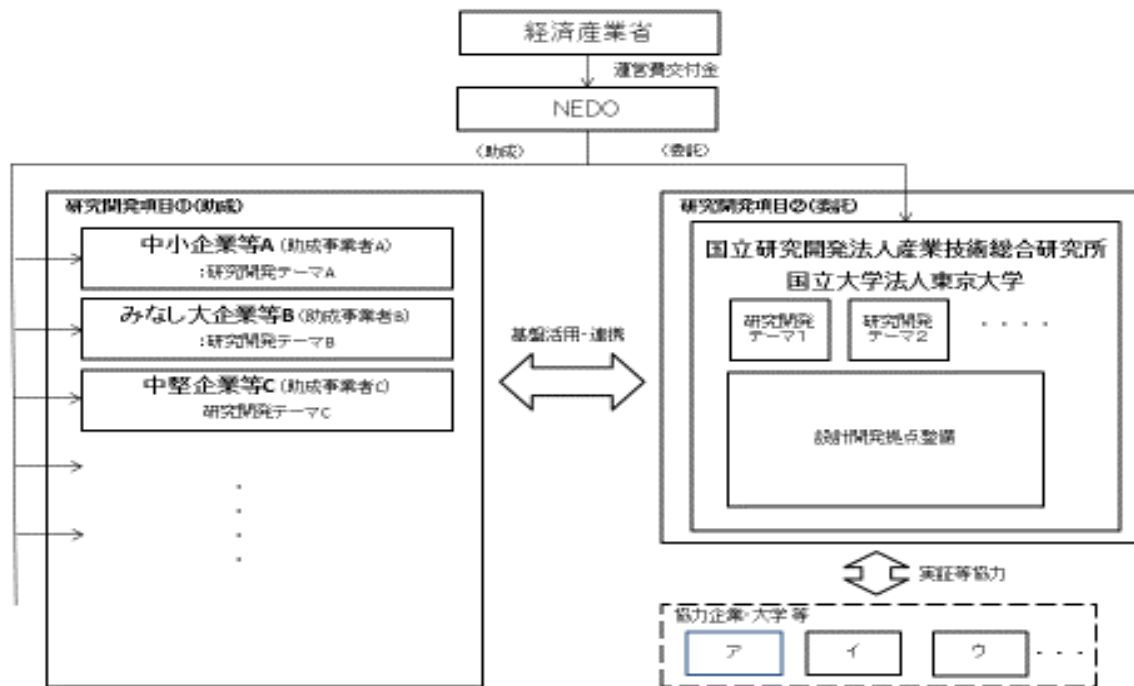 経済産業省
運営費交付金
NEDO
〈助成〉
〈委託〉
研究開発項目①(助成)
中小企業等A(助成事業者A)
:研究開発テーマA
みなし大企業等B(助成事業者B)
:研究開発テーマB
中堅企業等C(助成事業者C)
研究開発テーマC
・
・
・
・
基盤活用・連携
研究開発項目②(委託)
国立研究開発法人産業技術総合研究所
国立大学法人東京大学
研究開発
テーマ1
研究開発
テーマ2
・・・・
設計開発拠点整備
実証等協力
協力企業・大学 等
ア
イ
ウ
・・・